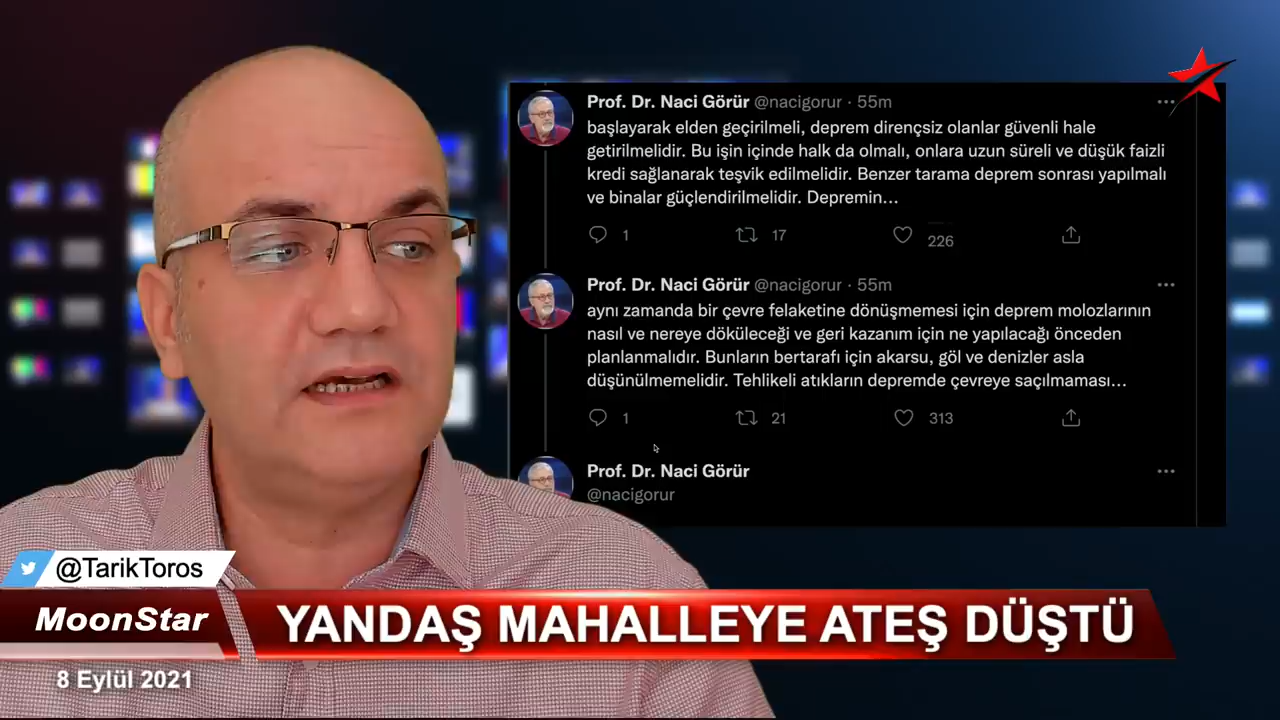 Prof. Dr. Naci Görür @nacigorur · 55m
başlayarak elden geçirilmeli, deprem dirençsiz olanlar güvenli hale
getirilmelidir. Bu işin içinde halk da olmalı, onlara uzun süreli ve düşük faizli
kredi sağlanarak teşvik edilmelidir. Benzer tarama deprem sonrası yapılmalı
ve binalar güçlendirilmelidir. Depremin...
1 17 226
Prof. Dr. Naci Görür @nacigorur · 55m
aynı zamanda bir çevre felaketine dönüşmemesi için deprem molozlarının
nasıl ve nereye döküleceği ve geri kazanım için ne yapılacağı önceden
planlanmalıdır. Bunların bertarafı için akarsu, göl ve denizler asla
düşünülmemelidir. Tehlikeli atıkların depremde çevreye saçılmaması...
1 21 313
Prof. Dr. Naci Görür
@nacigorur
@TarikToros
MoonStar
YANDAŞ MAHALLEYE ATEŞ DÜŞTÜ
8 Eylül 2021